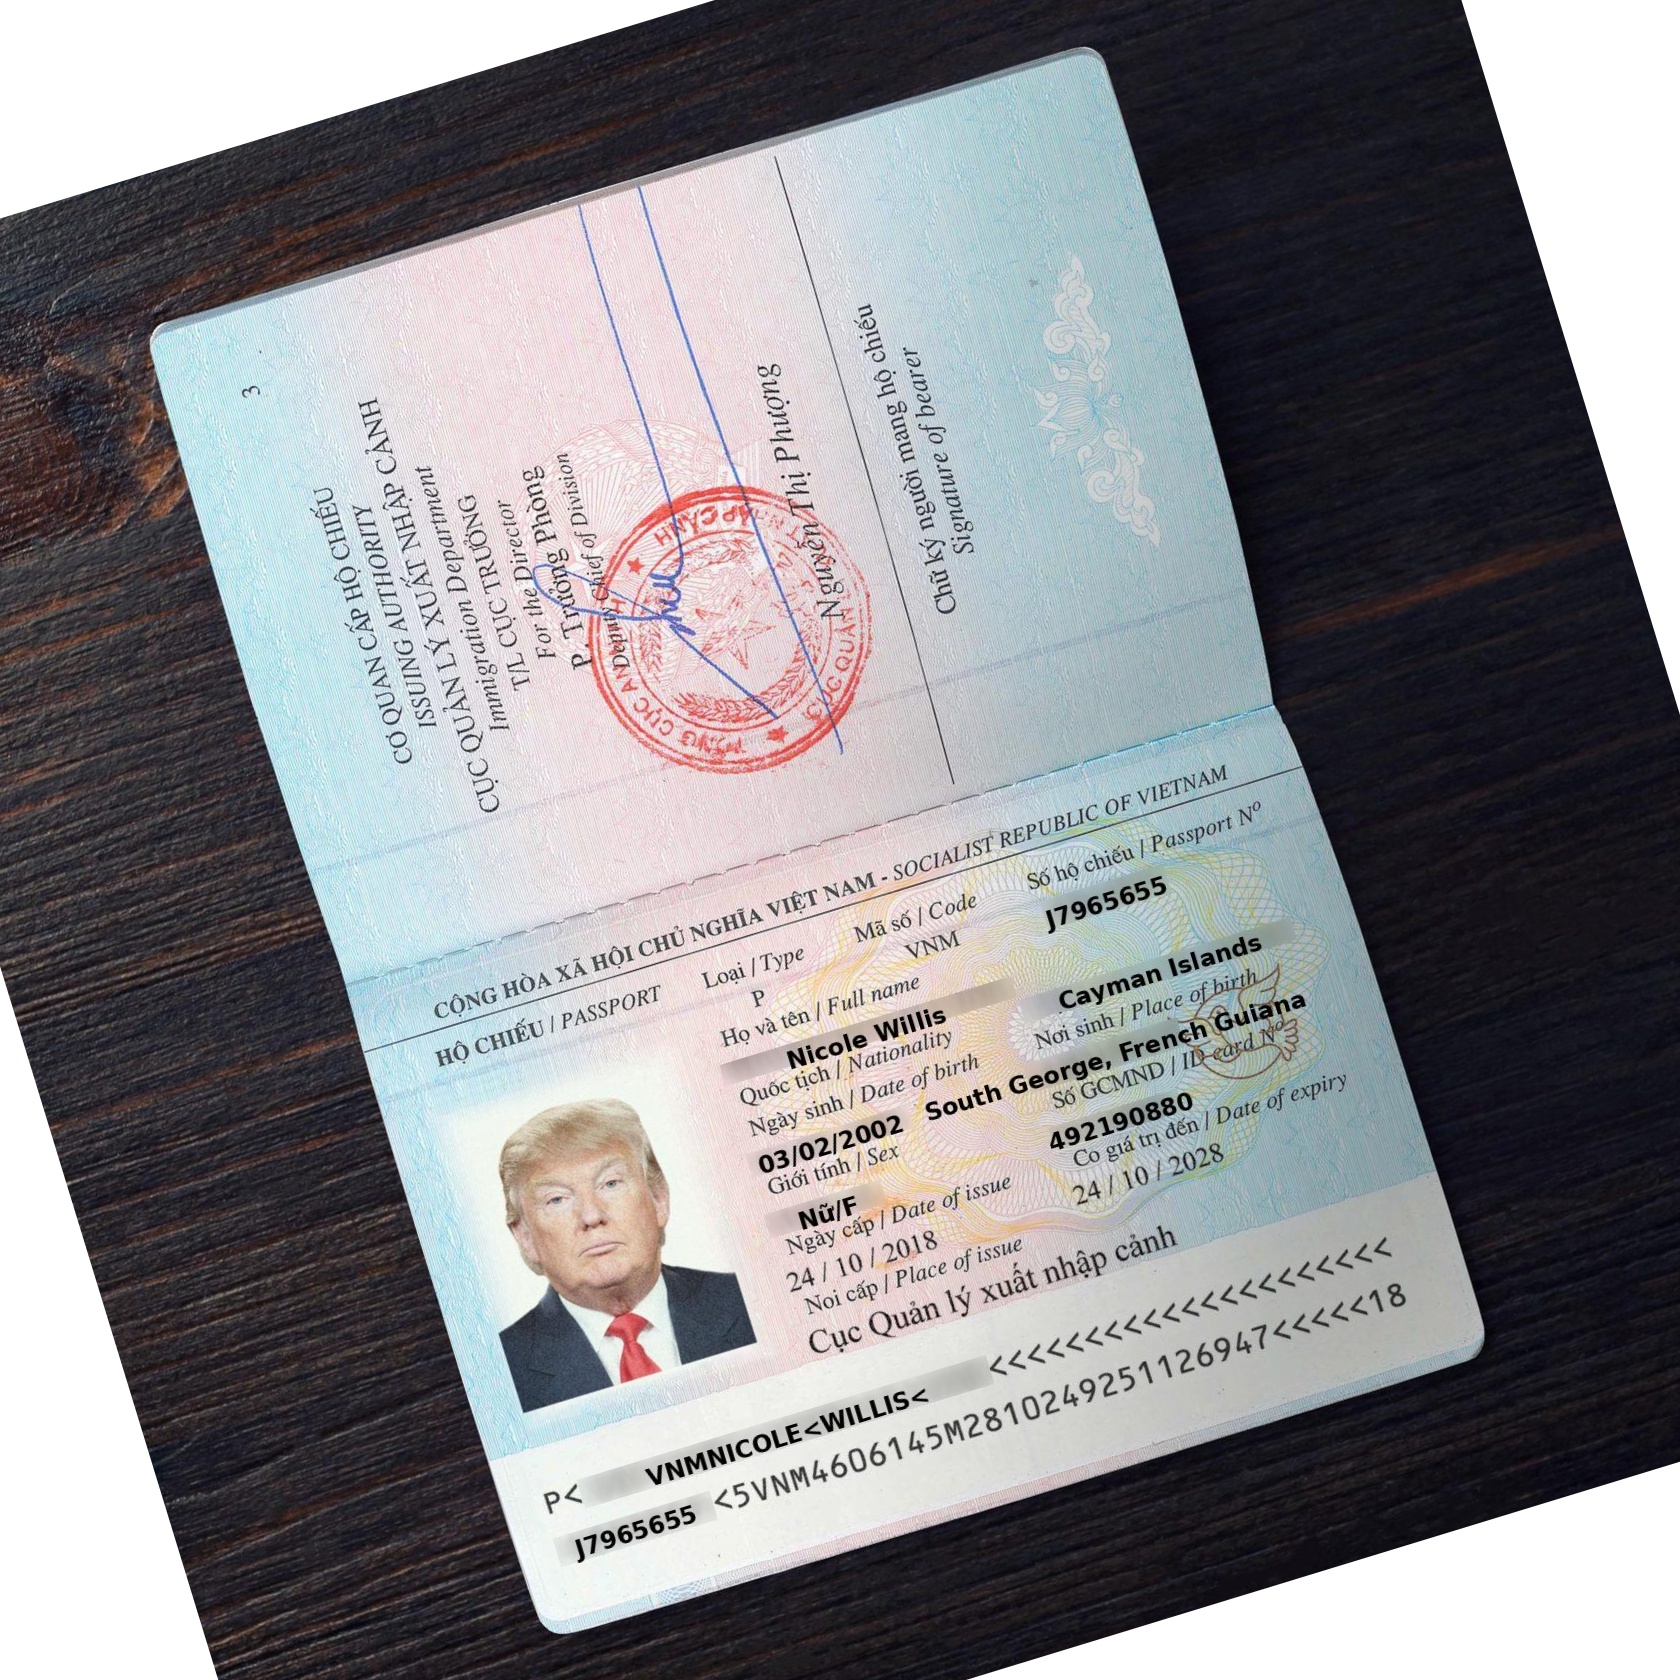 3
CƠ QUAN CẤP HỘ CHIẾU
ISSUING AUTHORITY
CỤC QUẢN LÝ XUẤT NHẬP CẢNH
Immigration Department
T/L CỤC TRƯỞNG
For the Director
P. Trưởng Phòng
Deputy Chief of Division
Nguyễn Thị Phượng
Chữ ký người mang hộ chiếu
Signature of bearer
CỘNG HÒA XÃ HỘI CHỦ NGHĨA VIỆT NAM - SOCIALIST REPUBLIC OF VIETNAM
HỘ CHIẾU / PASSPORT
Loại / Type
Mã số / Code
Số hộ chiếu / Passport Nº
P
VNM
J7965655
Họ và tên / Full name
Nicole Willis
Cayman Islands
Quốc tịch / Nationality
Nơi sinh / Place of birth
Ngày sinh / Date of birth
South George, French Guiana
03/02/2002
Số GCMND / ID card Nº
492190880
Giới tính / Sex
Co giá trị đến / Date of expiry
Nữ/F
24 / 10 / 2028
Ngày cấp / Date of issue
24 / 10 / 2018
Noi cấp / Place of issue
Cục Quản lý xuất nhập cảnh
P< VNMNICOLE<WILLIS< <<<<<<<<<<<<<<<<<<<
J7965655 <5VNM4606145M2810249251126947<<<<<18